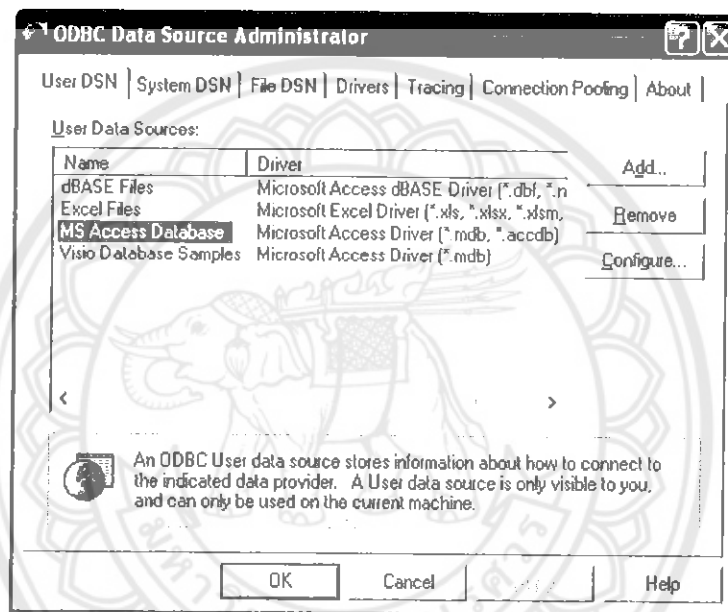 ODBC Data Source Administrator
User DSN System DSN File DSN Drivers Tracing Connection Pooling About
User Data Sources:
Name Driver
dBASE Files Microsoft Access dBASE Driver (*.dbf, *.n
Excel Files Microsoft Excel Driver (*.xls, *.xlsx, *.xlsm,
MS Access Database Microsoft Access Driver (*.mdb, *.accdb)
Visio Database Samples Microsoft Access Driver (*.mdb)
Add...
Remove
Configure...
An ODBC User data source stores information about how to connect to
the indicated data provider. A User data source is only visible to you,
and can only be used on the current machine.
OK Cancel Help